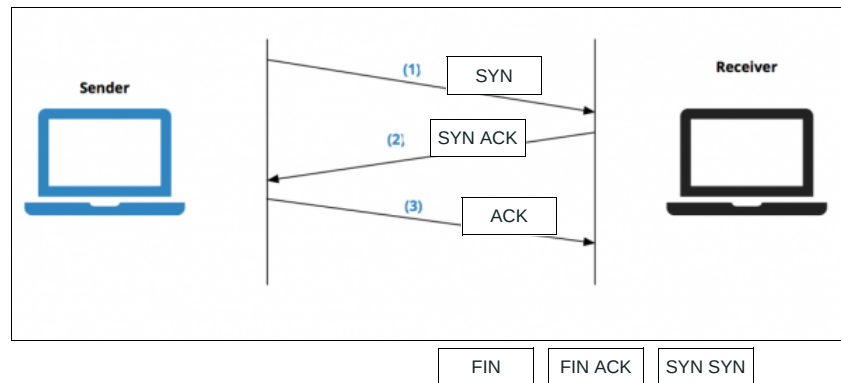 Sender
Receiver
(1)
SYN
(2)
SYN ACK
(3)
ACK
FIN
FIN ACK
SYN SYN